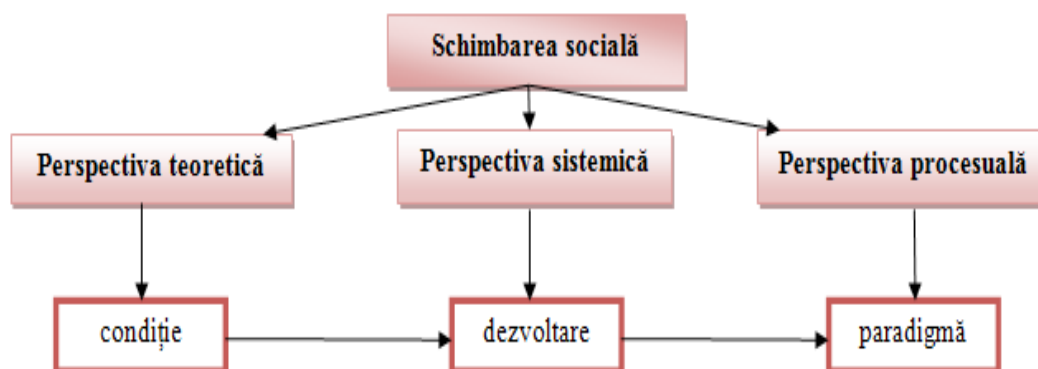 Schimbarea socială
Perspectiva teoretică
Perspectiva sistemică
Perspectiva procesuală
condiție
dezvoltare
paradigmă